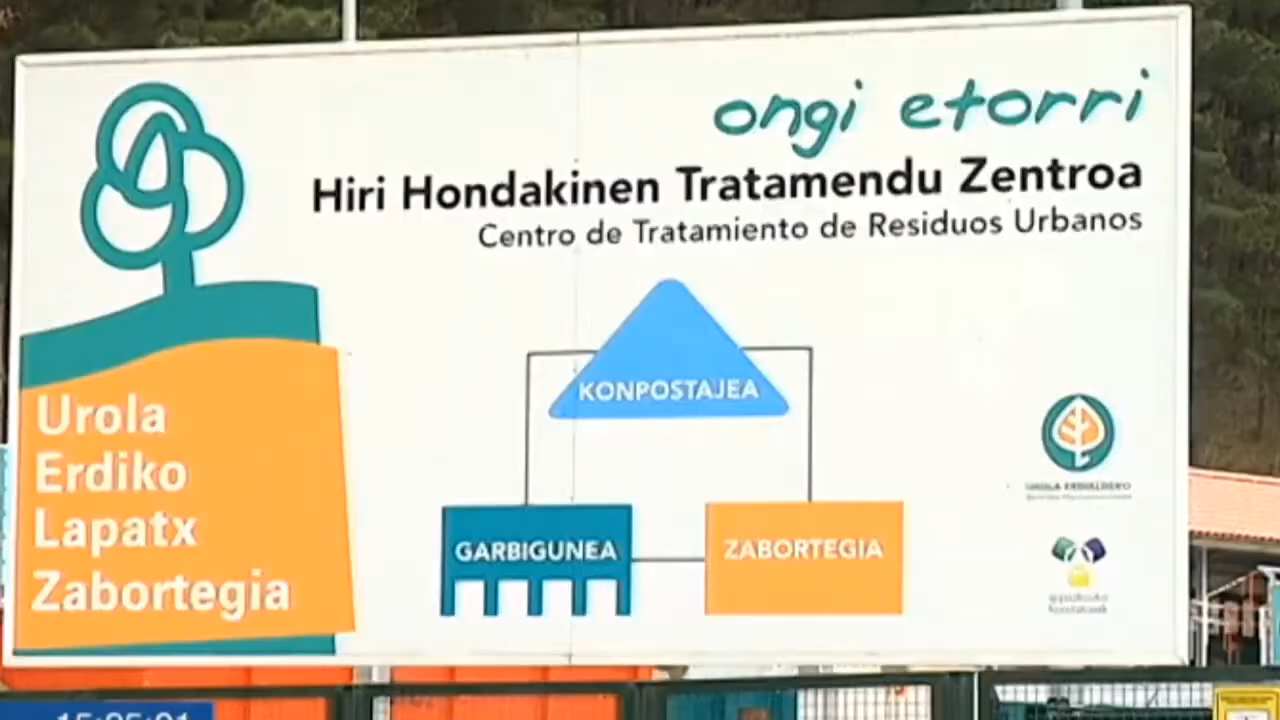 ongi etorri
Hiri Hondakinen Tratamendu Zentroa
Centro de Tratamiento de Residuos Urbanos
KONPOSTAJEA
GARBIGUNEA
ZABORTEGIA
Urola
Erdiko
Lapatx
Zabortegia